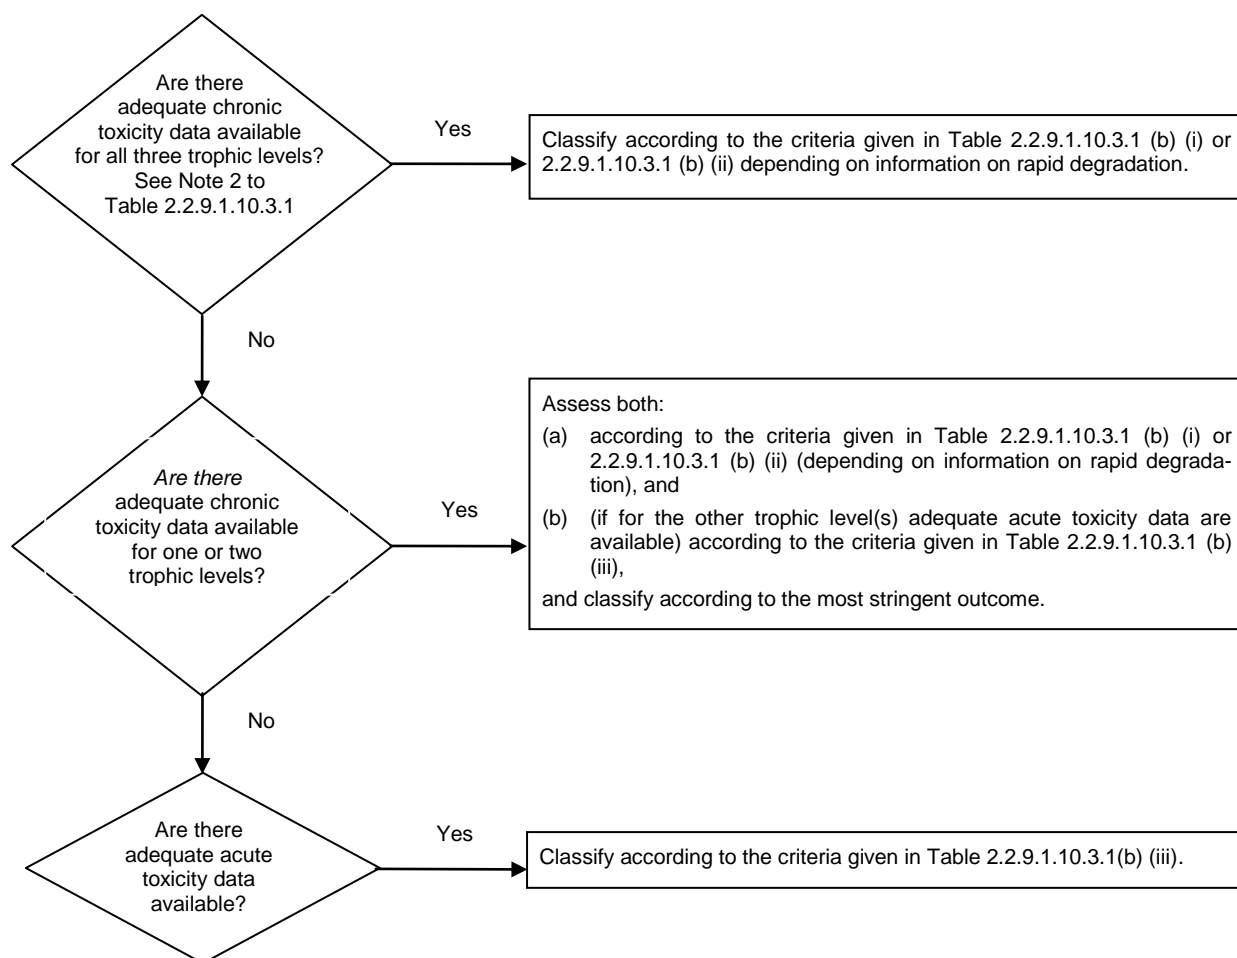 Are there
adequate chronic
toxicity data available
for all three trophic levels?
See Note 2 to
Table 2.2.9.1.10.3.1
Yes
Classify according to the criteria given in Table 2.2.9.1.10.3.1 (b) (i) or
2.2.9.1.10.3.1 (b) (ii) depending on information on rapid degradation.
No
Are there
adequate chronic
toxicity data available
for one or two
trophic levels?
Yes
Assess both:
(a) according to the criteria given in Table 2.2.9.1.10.3.1 (b) (i) or
2.2.9.1.10.3.1 (b) (ii) (depending on information on rapid degrada-
tion), and
(b) (if for the other trophic level(s) adequate acute toxicity data are
available) according to the criteria given in Table 2.2.9.1.10.3.1 (b)
(iii),
and classify according to the most stringent outcome.
No
Are there
adequate acute
toxicity data
available?
Yes
Classify according to the criteria given in Table 2.2.9.1.10.3.1(b) (iii).